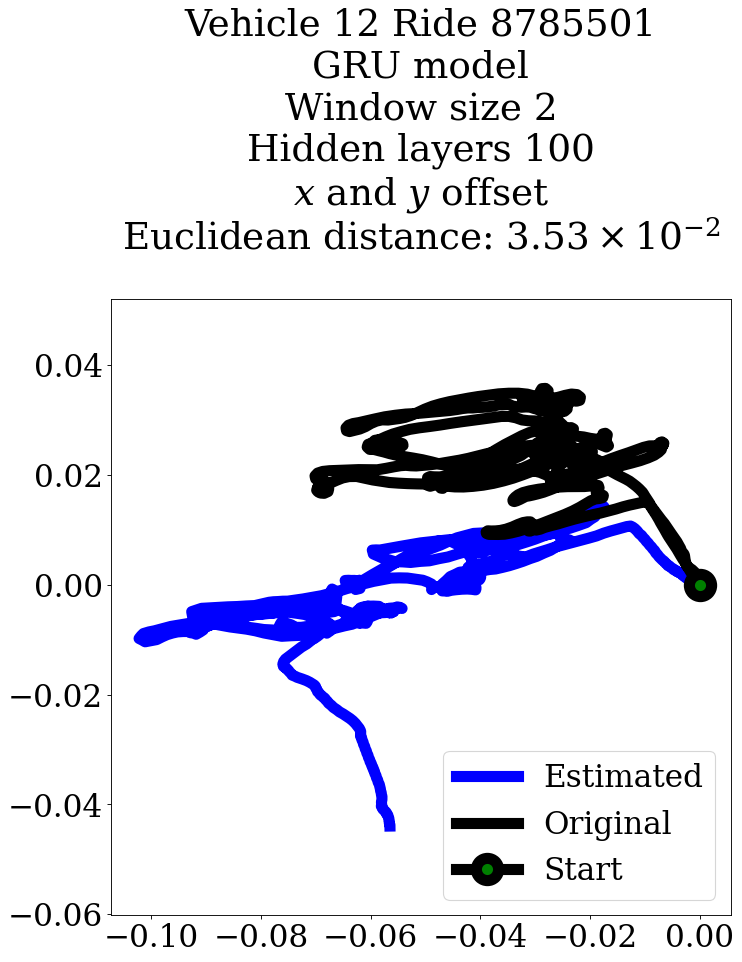 Vehicle 12 Ride 8785501
GRU model
Window size 2
Hidden layers 100
x and y offset
Euclidean distance: 3.53 × 10⁻²
0.04
0.02
0.00
−0.02
−0.04
−0.06
Estimated
Original
Start
−0.10 −0.08 −0.06 −0.04 −0.02 0.00